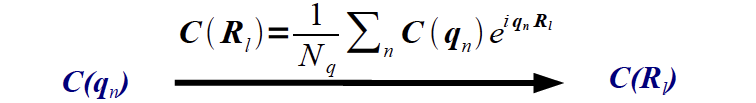 C(R_l)=1/N_q ∑_n C(q_n) e^{i q_n R_l}
C(q_n) C(R_l)